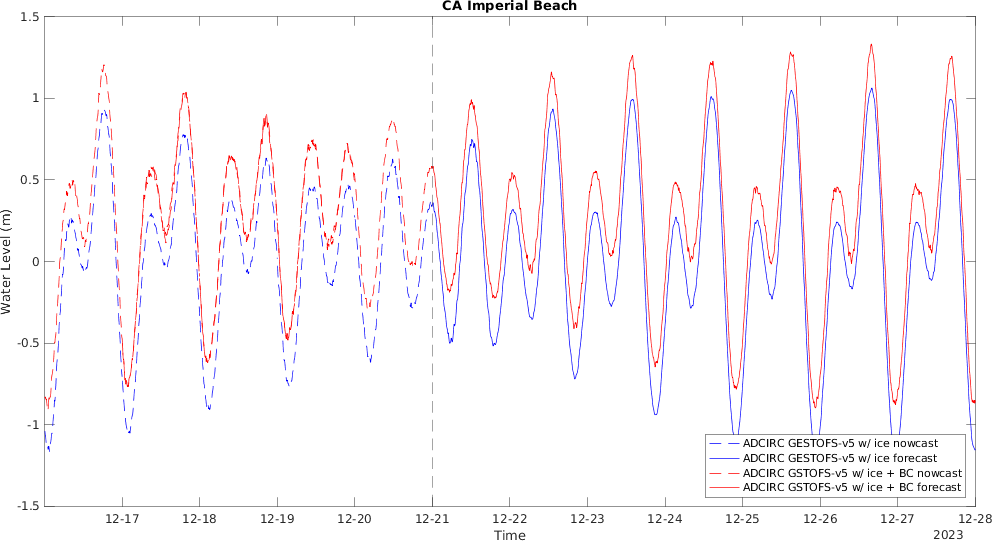 CA Imperial Beach
1.5
1
0.5
0
-0.5
-1
-1.5
Water Level (m)
12-17 12-18 12-19 12-20 12-21 12-22 12-23 12-24 12-25 12-26 12-27 12-28
Time
2023
ADCIRC GESTOFS-v5 w/ ice nowcast
ADCIRC GESTOFS-v5 w/ ice forecast
ADCIRC GSTOFS-v5 w/ ice + BC nowcast
ADCIRC GSTOFS-v5 w/ ice + BC forecast